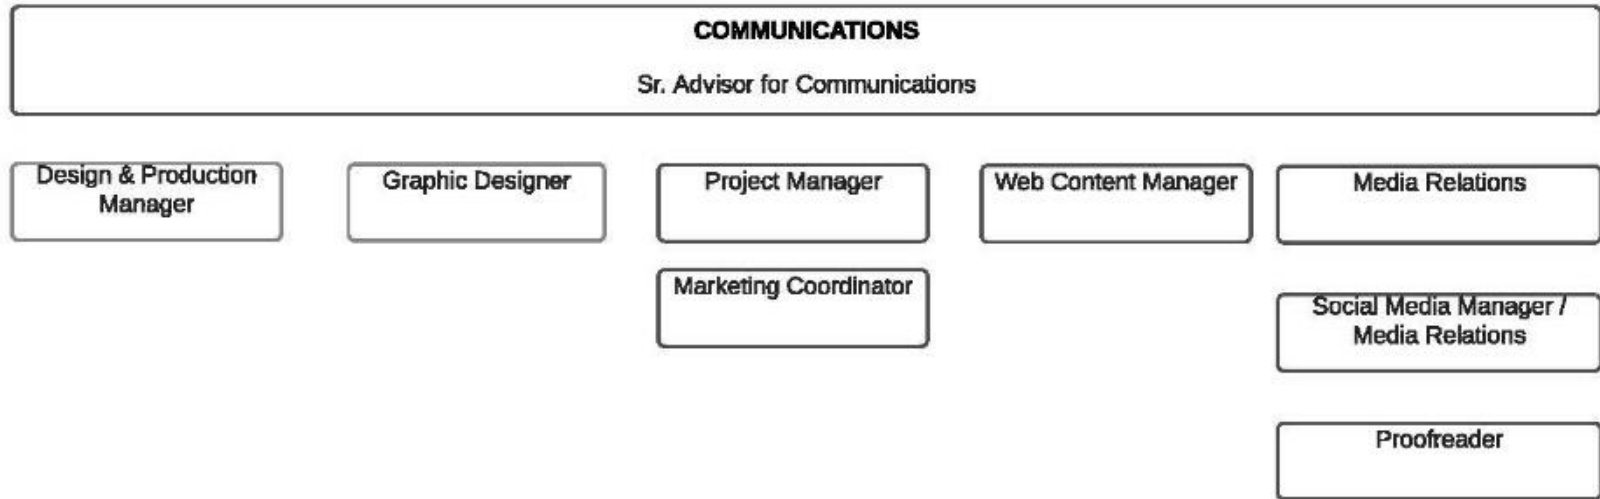 COMMUNICATIONS
Sr. Advisor for Communications
Design & Production
Manager
Graphic Designer
Project Manager
Web Content Manager
Media Relations
Marketing Coordinator
Social Media Manager /
Media Relations
Proofreader